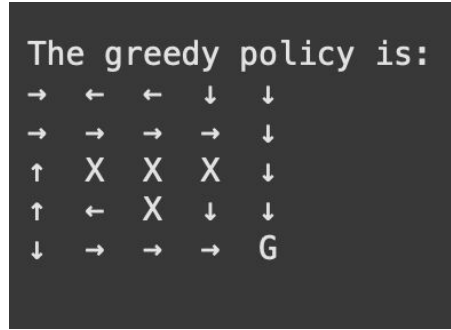 The greedy policy is:
→ ← ← ↓ ↓
→ → → → ↓
↑ X X X ↓
↑ ← X ↓ ↓
↓ → → → G